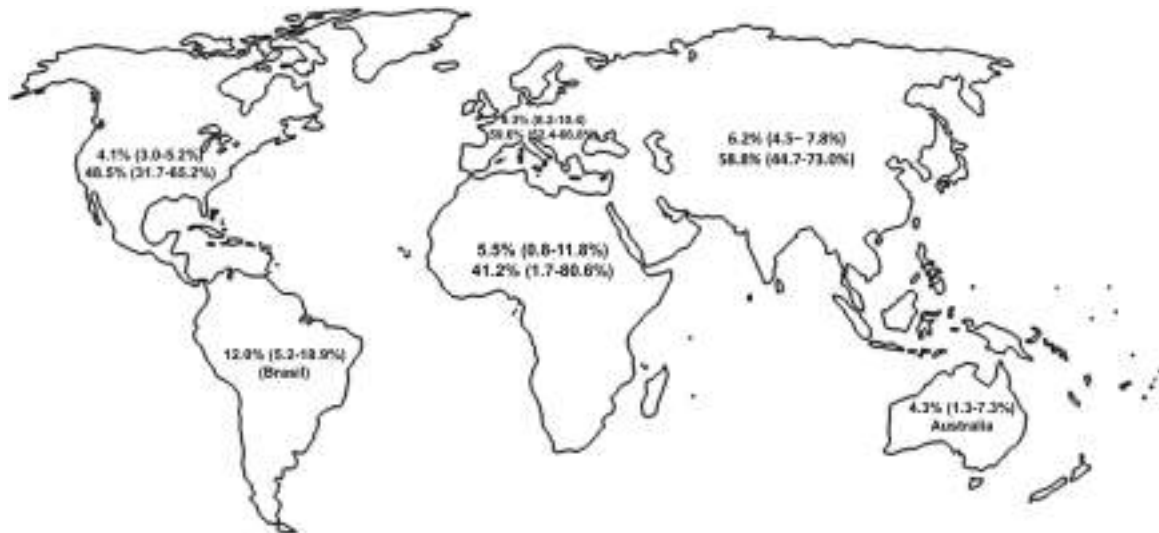 4.1% (3.0-5.2%)
48.5% (31.7-65.2%)
6.2% (4.5– 7.8%)
58.8% (44.7-73.0%)
5.5% (0.8-11.8%)
41.2% (1.7-80.6%)
12.0% (5.2-18.9%)
(Brasil)
4.3% (1.3-7.3%)
Australia